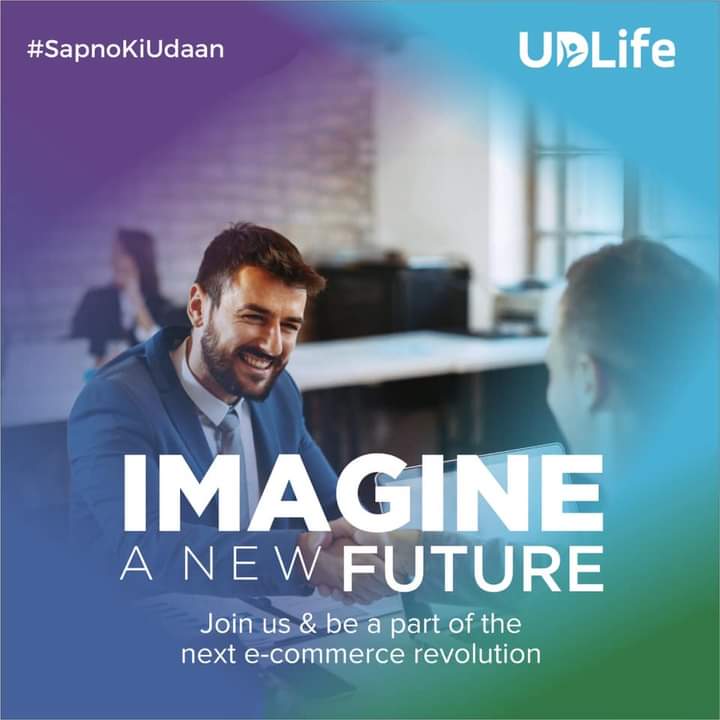 #SapnoKiUdaan
UDLife
IMAGINE
A NEW FUTURE
Join us & be a part of the
next e-commerce revolution